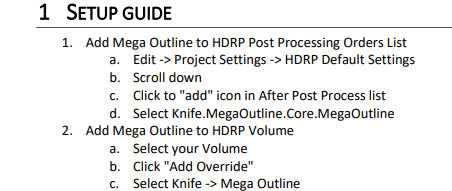 1 SETUP GUIDE
1. Add Mega Outline to HDRP Post Processing Orders List
a. Edit -> Project Settings -> HDRP Default Settings
b. Scroll down
c. Click to "add" icon in After Post Process list
d. Select Knife.MegaOutline.Core.MegaOutline
2. Add Mega Outline to HDRP Volume
a. Select your Volume
b. Click "Add Override"
c. Select Knife -> Mega Outline